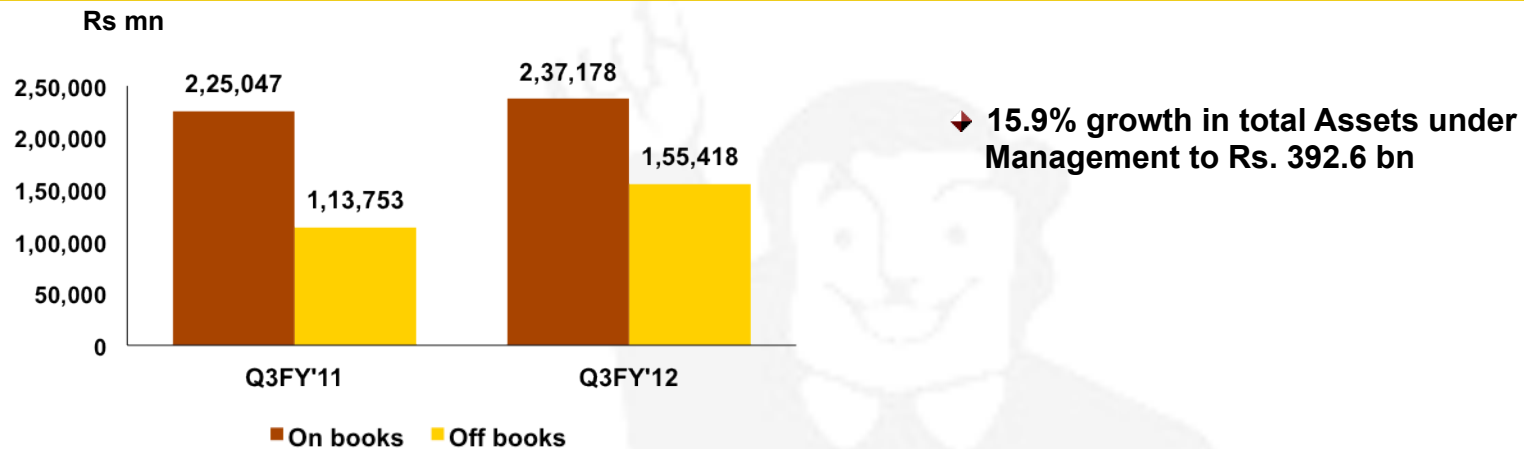 Rs mn
2,50,000
2,00,000
1,50,000
1,00,000
50,000
0
2,25,047
1,13,753
2,37,178
1,55,418
Q3FY'11
Q3FY'12
On books
Off books
15.9% growth in total Assets under
Management to Rs. 392.6 bn